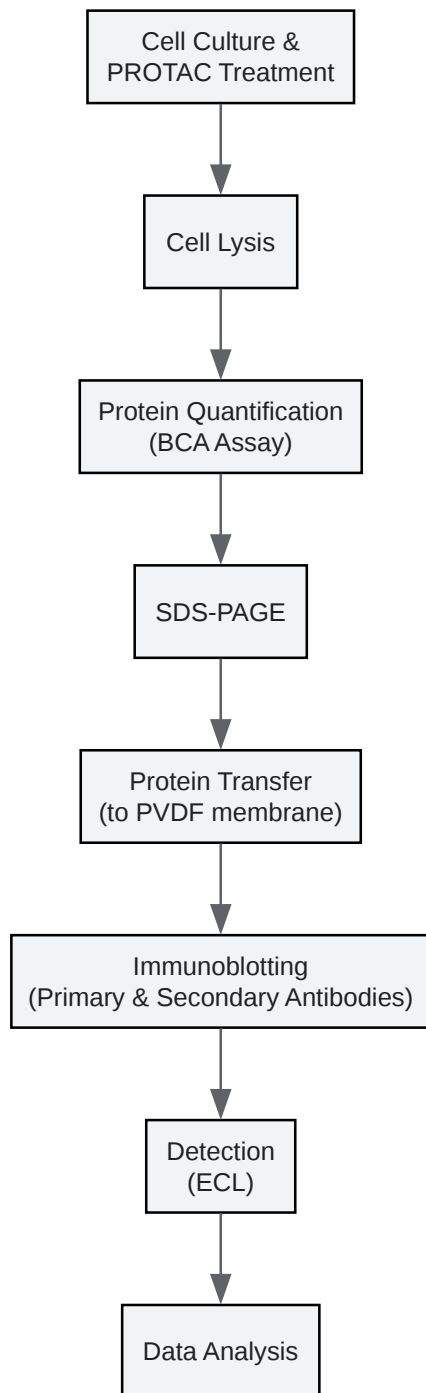 Cell Culture &
PROTAC Treatment
Cell Lysis
Protein Quantification
(BCA Assay)
SDS-PAGE
Protein Transfer
(to PVDF membrane)
Immunoblotting
(Primary & Secondary Antibodies)
Detection
(ECL)
Data Analysis